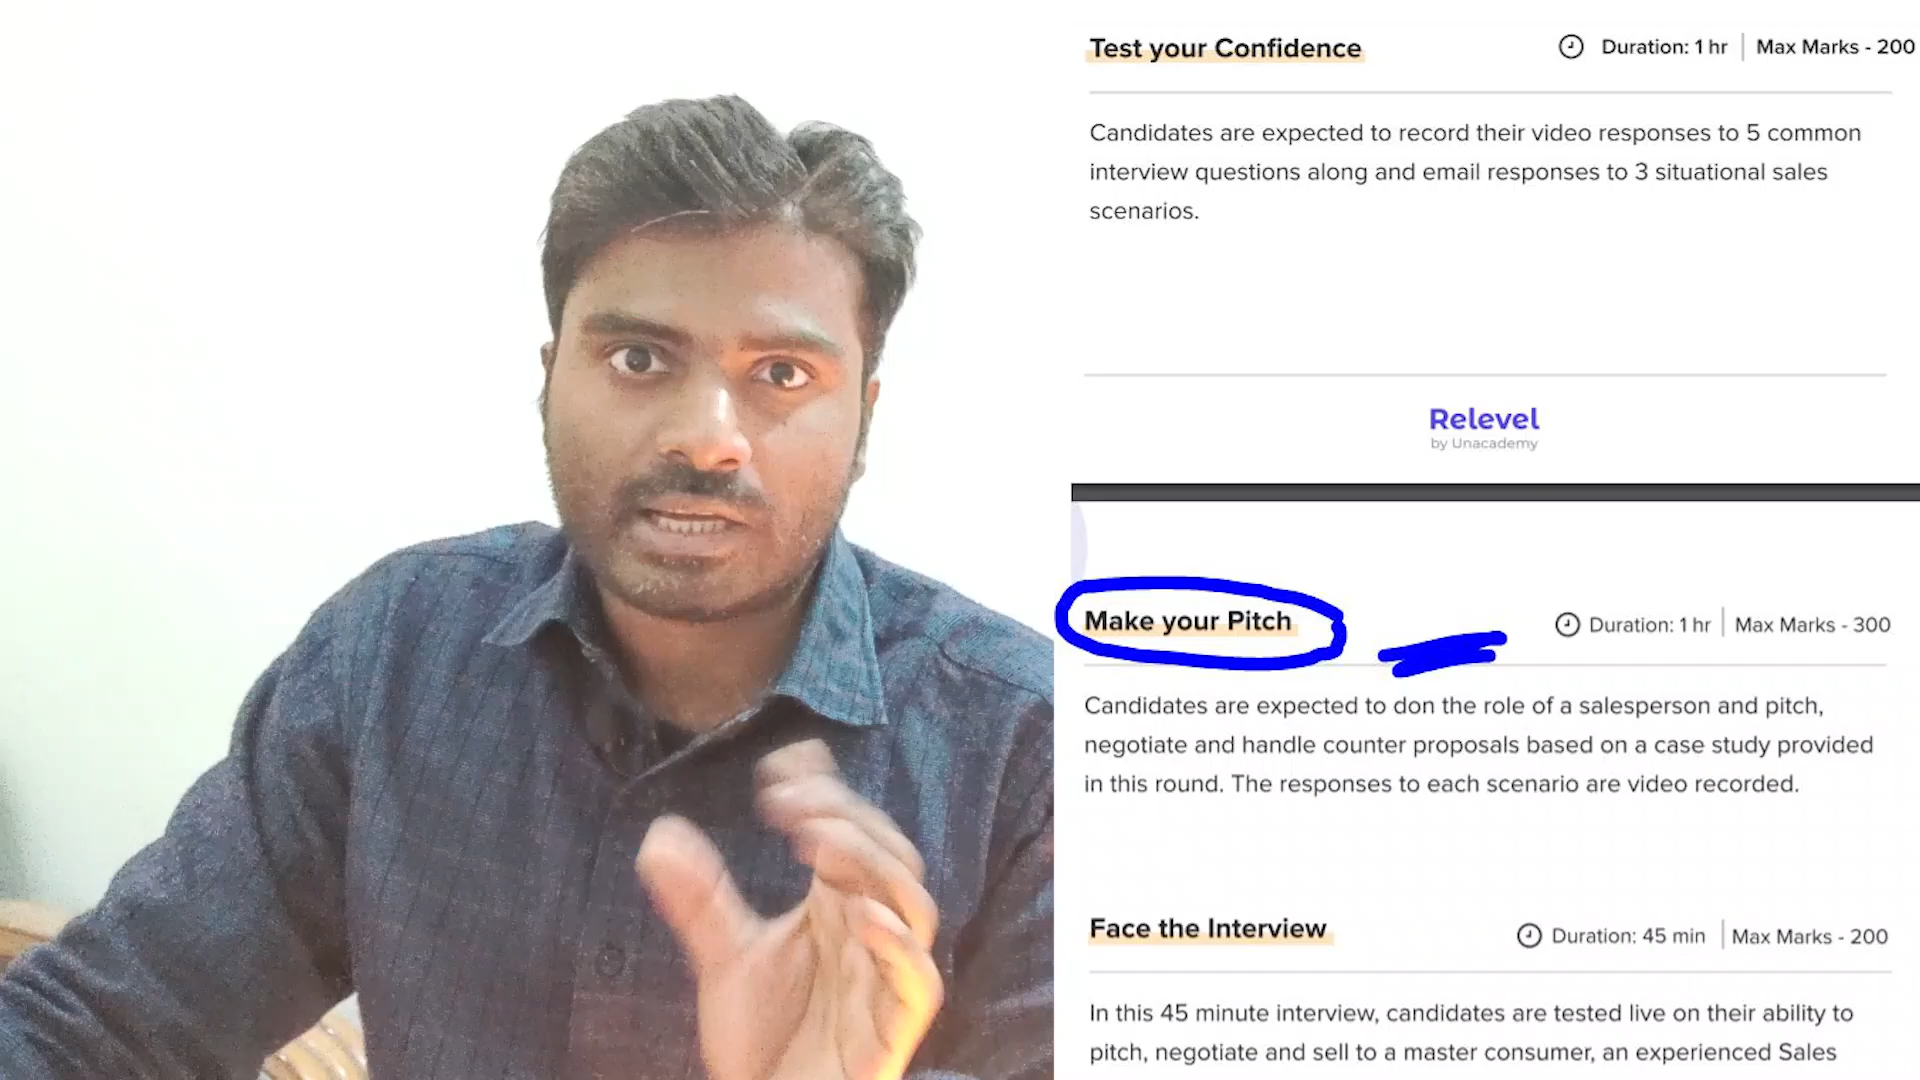 Test your Confidence
Duration: 1 hr
Max Marks - 200
Candidates are expected to record their video responses to 5 common
interview questions along and email responses to 3 situational sales
scenarios.
Relevel
by Unacademy
Make your Pitch
Duration: 1 hr
Max Marks - 300
Candidates are expected to don the role of a salesperson and pitch,
negotiate and handle counter proposals based on a case study provided
in this round. The responses to each scenario are video recorded.
Face the Interview
Duration: 45 min
Max Marks - 200
In this 45 minute interview, candidates are tested live on their ability to
pitch, negotiate and sell to a master consumer, an experienced Sales